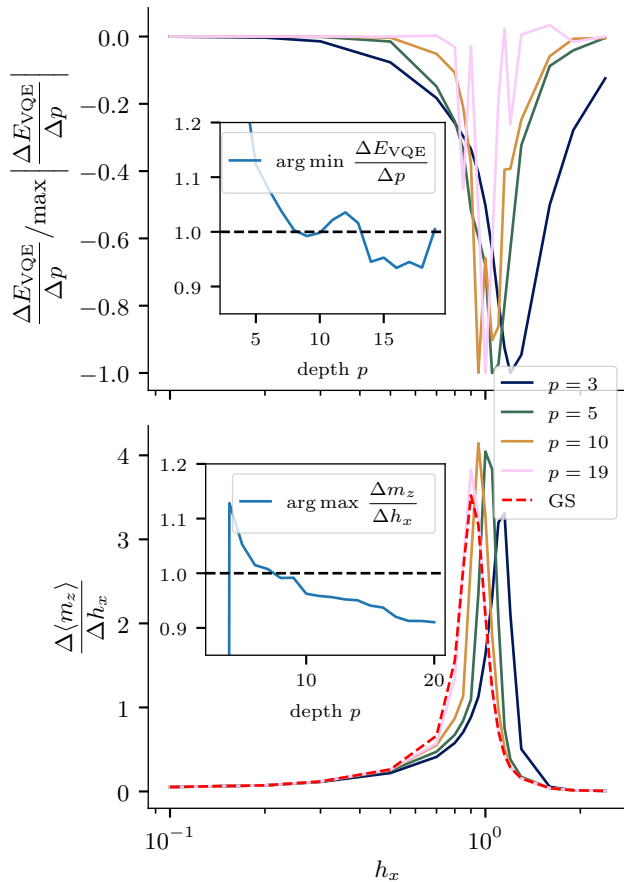 0.0
−0.2
−0.4
−0.6
−0.8
−1.0
ΔE_VQE/Δp / max |ΔE_VQE/Δp|
1.2
1.1
1.0
0.9
arg min ΔE_VQE/Δp
5
10
15
depth p
p = 3
p = 5
p = 10
p = 19
GS
4
3
2
1
0
Δ⟨m_z⟩/Δh_x
1.2
1.1
1.0
0.9
arg max Δm_z/Δh_x
10
20
depth p
10⁻¹
10⁰
h_x